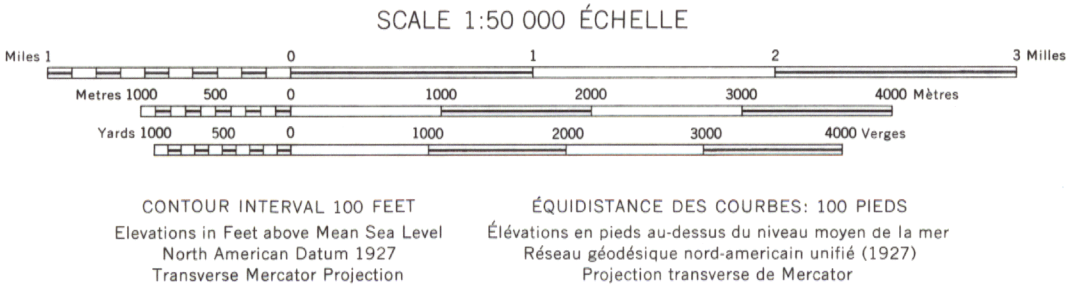 SCALE 1:50 000 ÉCHELLE
Miles 1 0 1 2 3 Milles
Metres 1000 500 0 1000 2000 3000 4000 Mètres
Yards 1000 500 0 1000 2000 3000 4000 Verges
CONTOUR INTERVAL 100 FEET
Elevations in Feet above Mean Sea Level
North American Datum 1927
Transverse Mercator Projection
ÉQUIDISTANCE DES COURBES: 100 PIEDS
Élévations en pieds au-dessus du niveau moyen de la mer
Réseau géodésique nord-americain unifié (1927)
Projection transverse de Mercator